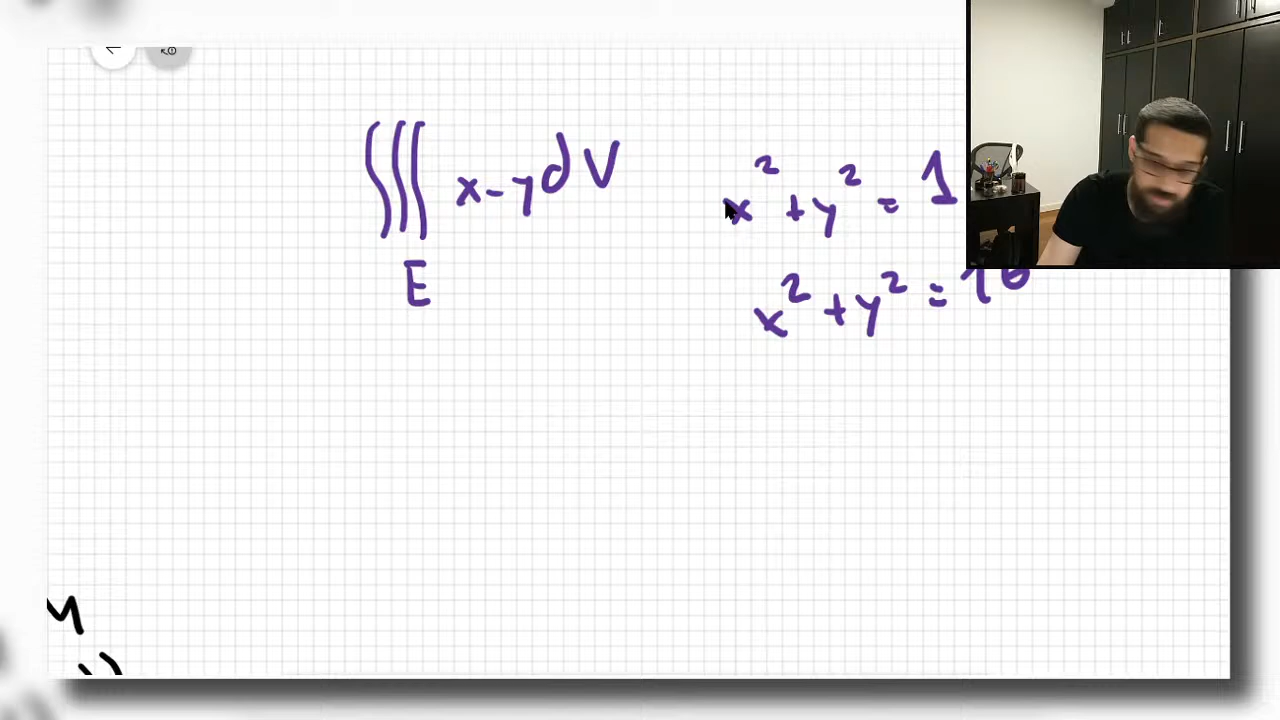 ∭ x-y dV
E
x² + y² = 1
x² + y² = 16
M